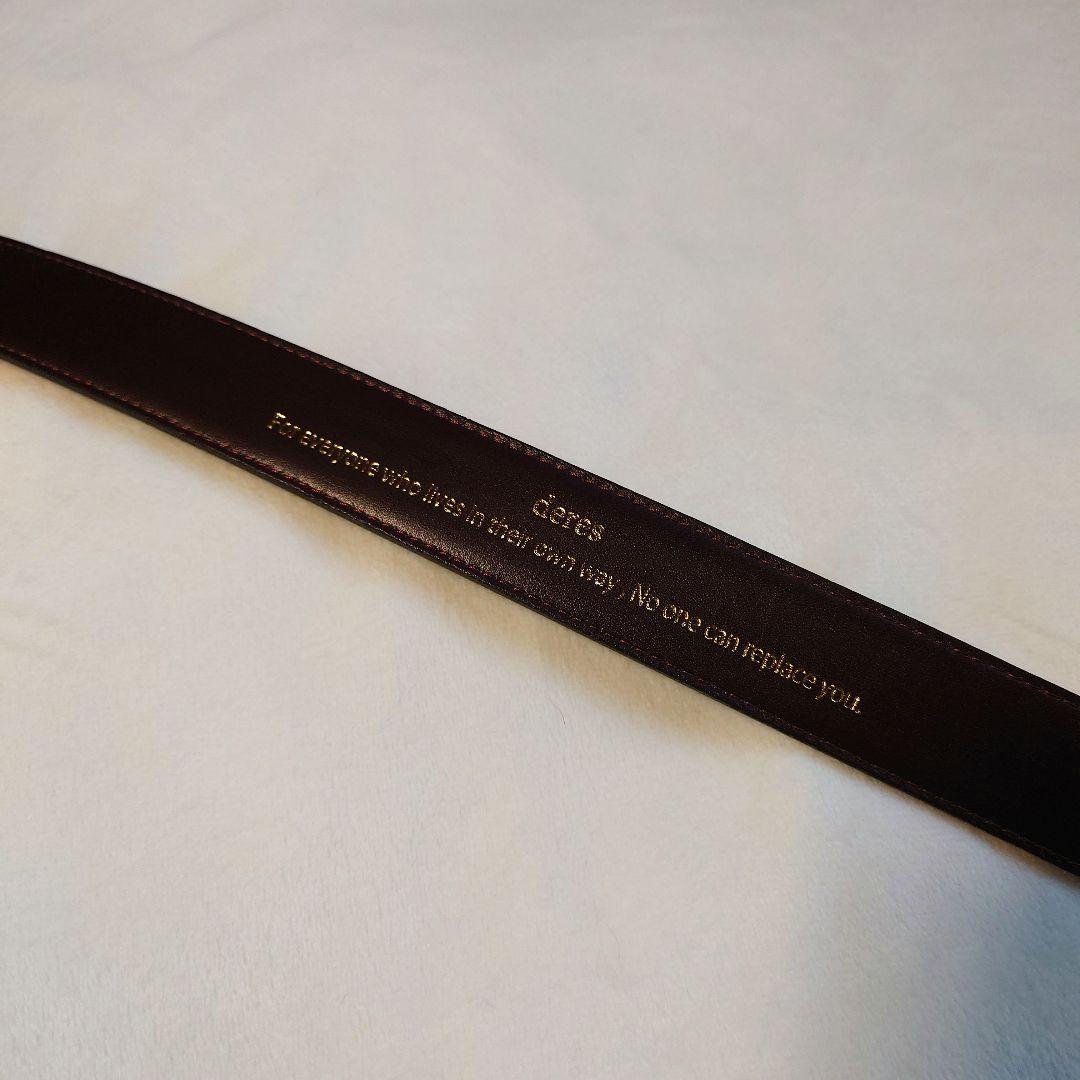 deres
For everyone who lives in their own way , No one can replace you.